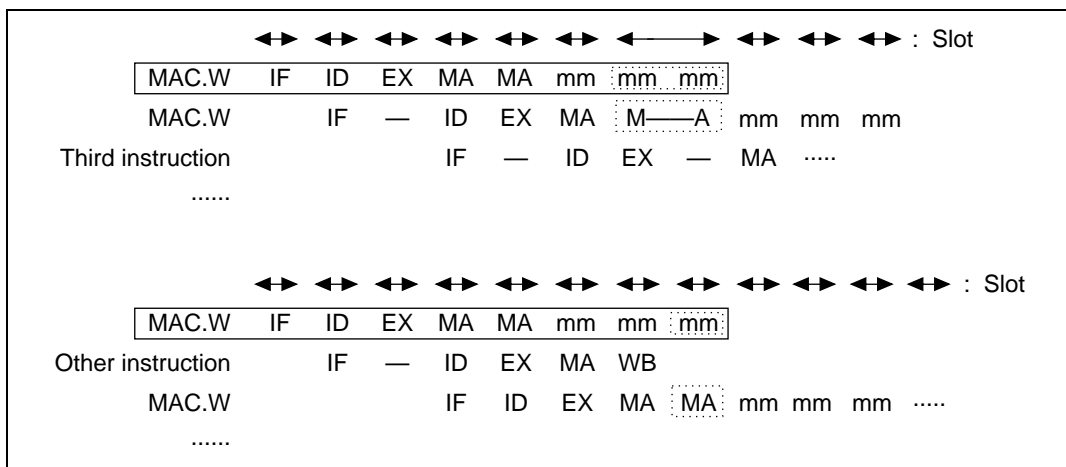 : Slot
MAC.W IF ID EX MA MA mm mm mm
MAC.W IF — ID EX MA M——A mm mm mm
Third instruction IF — ID EX — MA ·····
······
: Slot
MAC.W IF ID EX MA MA mm mm mm
Other instruction IF — ID EX MA WB
MAC.W IF ID EX MA MA mm mm mm ·····
······